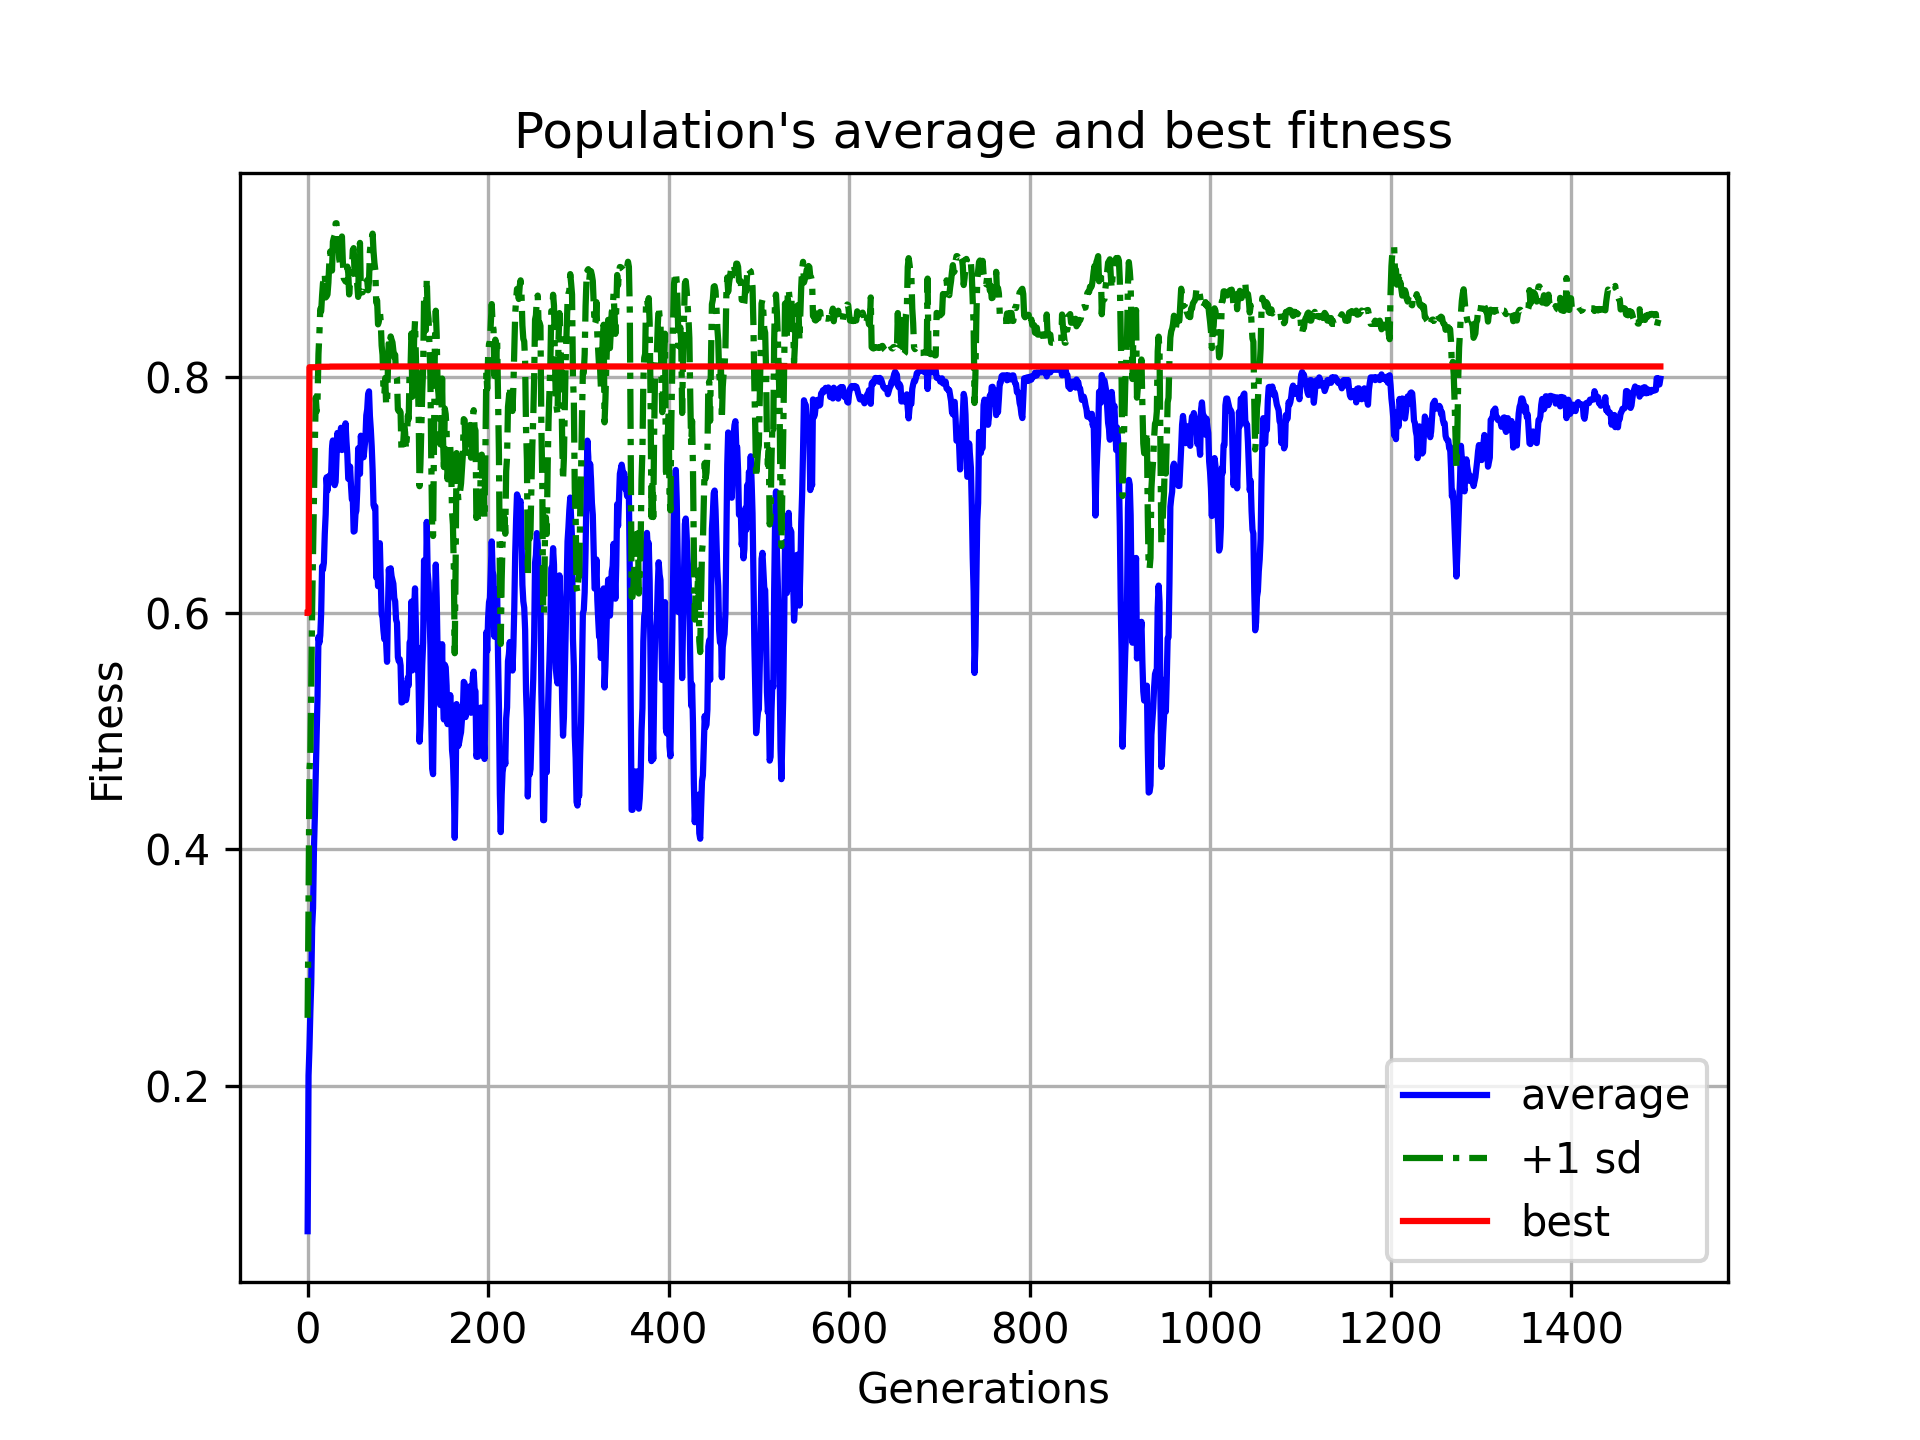 Population's average and best fitness
Fitness
0.8
0.6
0.4
0.2
0 200 400 600 800 1000 1200 1400
Generations
average
+1 sd
best